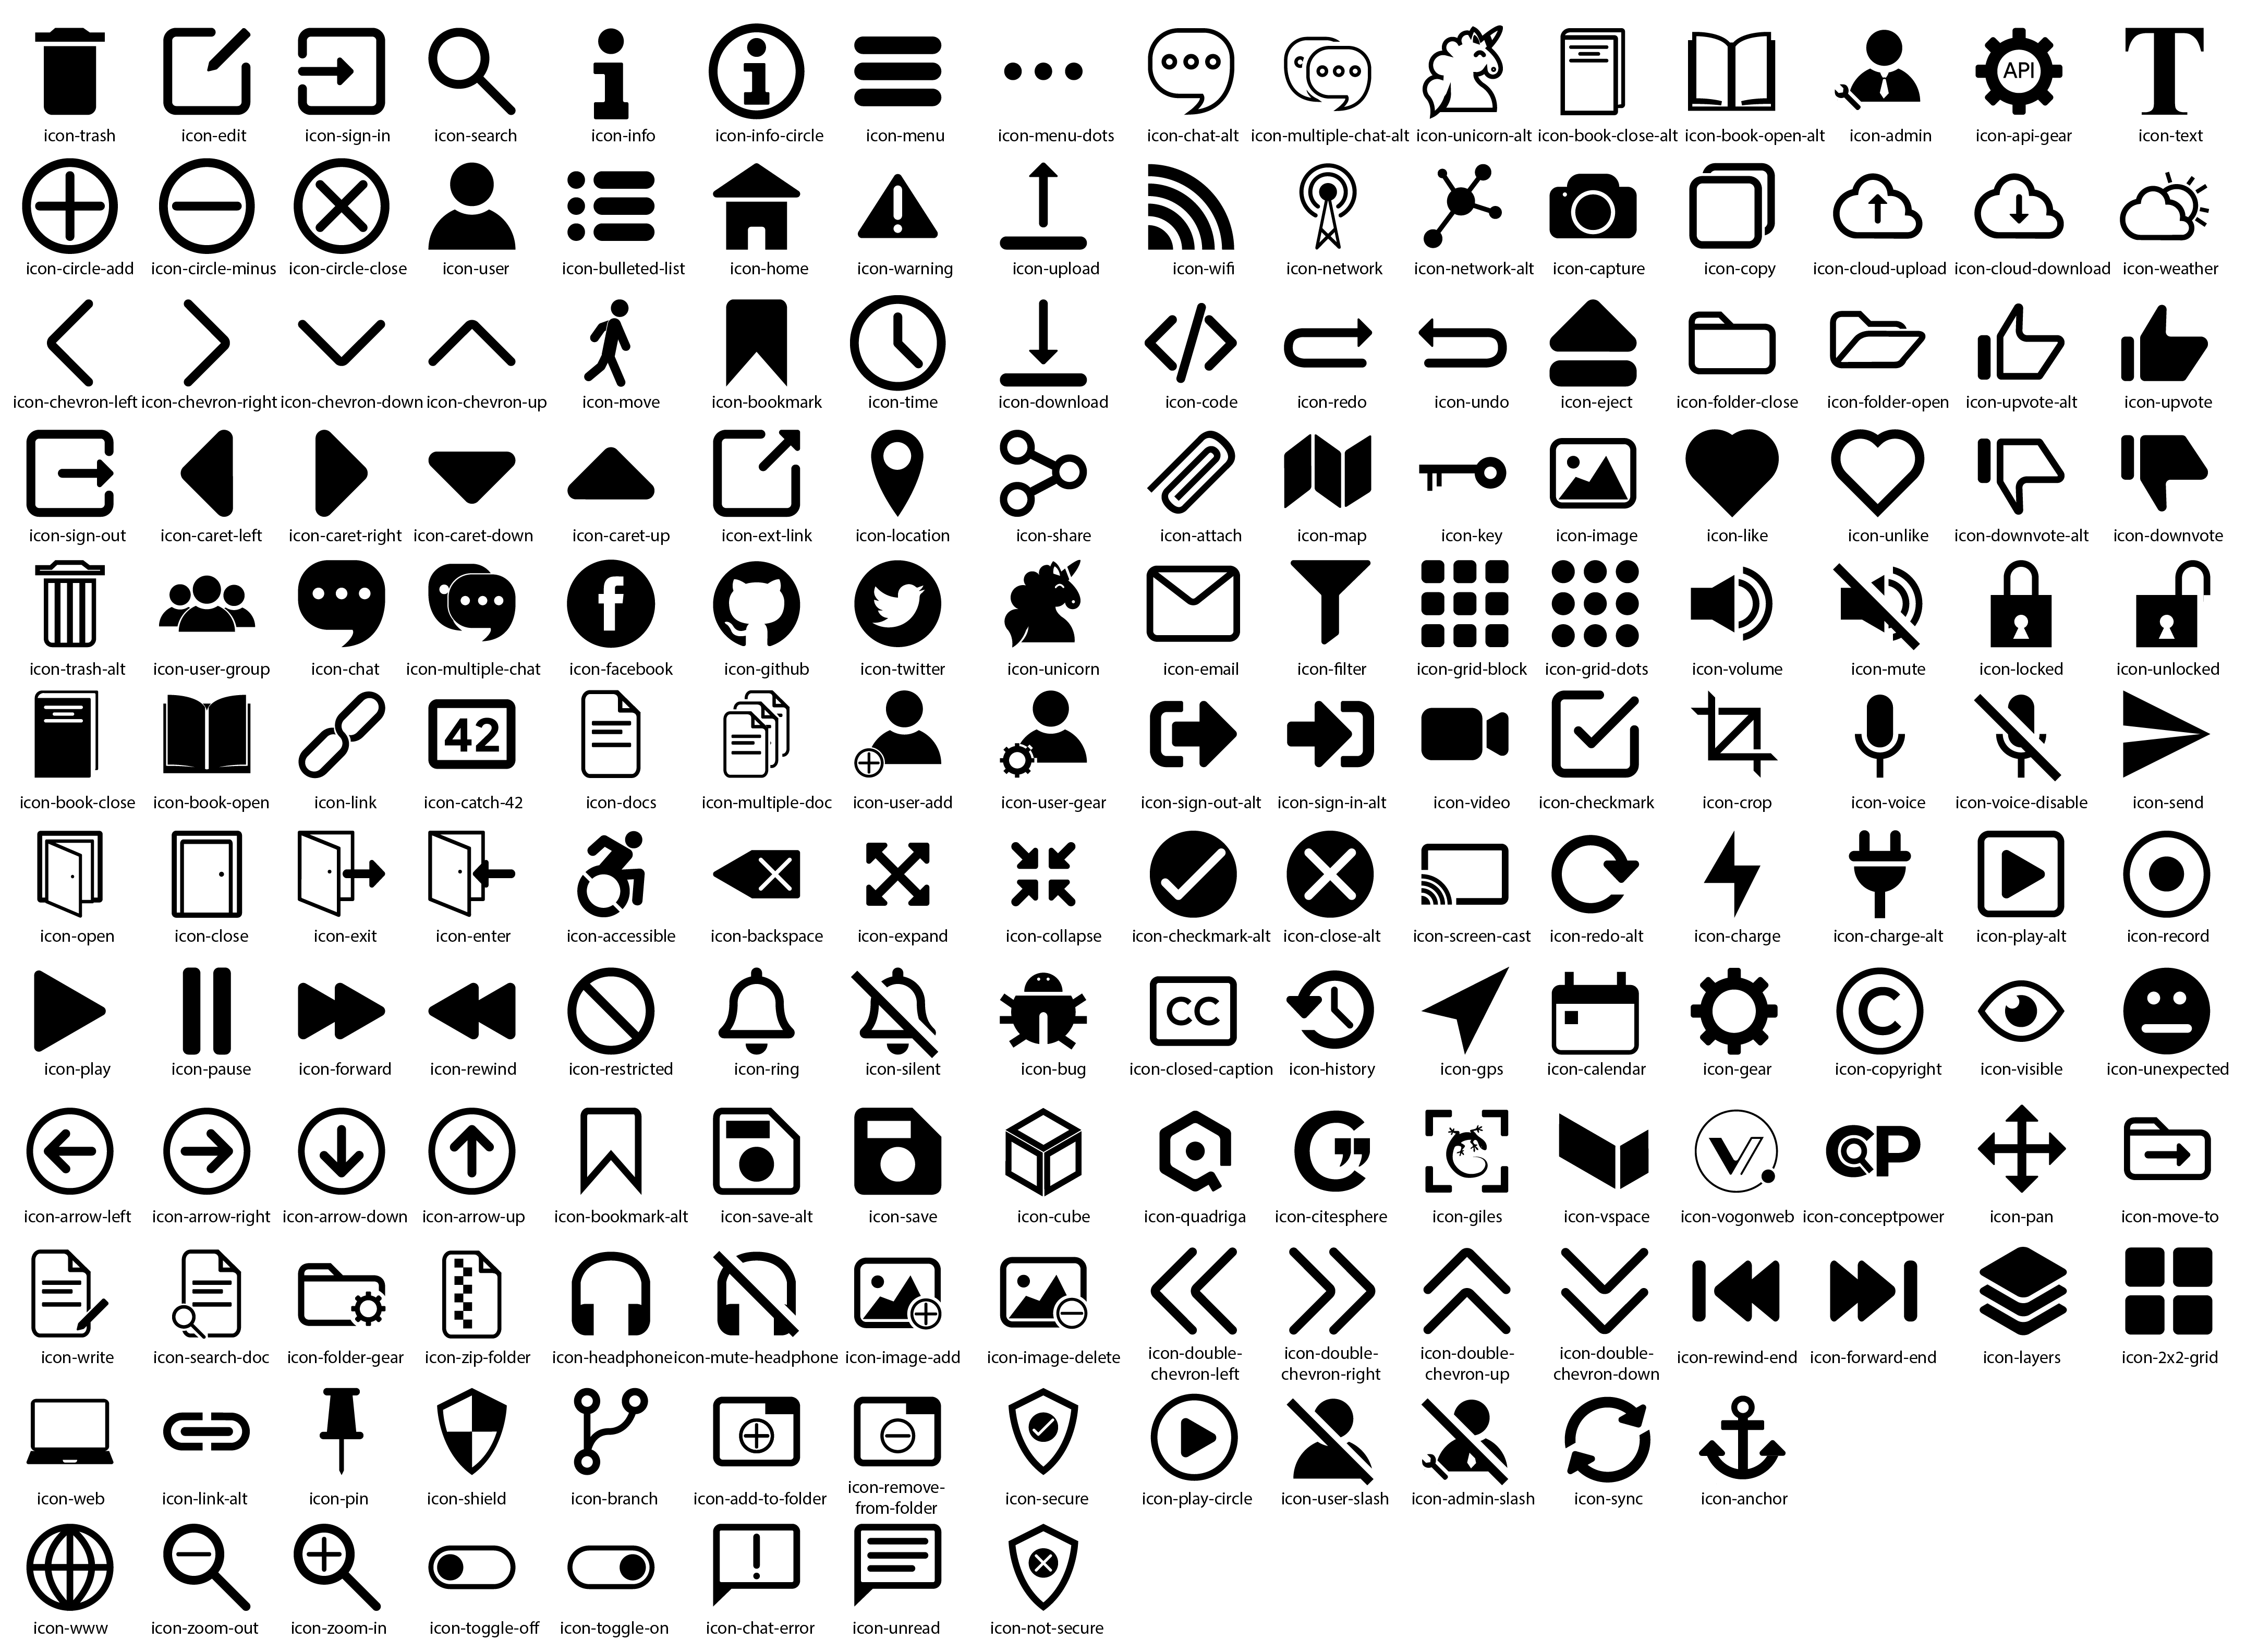 API T
icon-trash icon-edit icon-sign-in icon-search icon-info icon-info-circle icon-menu icon-menu-dots icon-chat-alt icon-multiple-chat-alt icon-unicorn-alt icon-book-close-alt icon-book-open-alt icon-admin icon-api-gear icon-text
icon-circle-add icon-circle-minus icon-circle-close icon-user icon-bulleted-list icon-home icon-warning icon-upload icon-wifi icon-network icon-network-alt icon-capture icon-copy icon-cloud-upload icon-cloud-download icon-weather
icon-chevron-left icon-chevron-right icon-chevron-down icon-chevron-up icon-move icon-bookmark icon-time icon-download icon-code icon-redo icon-undo icon-eject icon-folder-close icon-folder-open icon-upvote-alt icon-upvote
icon-sign-out icon-caret-left icon-caret-right icon-caret-down icon-caret-up icon-ext-link icon-location icon-share icon-attach icon-map icon-key icon-image icon-like icon-unlike icon-downvote-alt icon-downvote
icon-trash-alt icon-user-group icon-chat icon-multiple-chat icon-facebook icon-github icon-twitter icon-unicorn icon-email icon-filter icon-grid-block icon-grid-dots icon-volume icon-mute icon-locked icon-unlocked
42
icon-book-close icon-book-open icon-link icon-catch-42 icon-docs icon-multiple-doc icon-user-add icon-user-gear icon-sign-out-alt icon-sign-in-alt icon-video icon-checkmark icon-crop icon-voice icon-voice-disable icon-send
icon-open icon-close icon-exit icon-enter icon-accessible icon-backspace icon-expand icon-collapse icon-checkmark-alt icon-close-alt icon-screen-cast icon-redo-alt icon-charge icon-charge-alt icon-play-alt icon-record
CC C
icon-play icon-pause icon-forward icon-rewind icon-restricted icon-ring icon-silent icon-bug icon-closed-caption icon-history icon-gps icon-calendar icon-gear icon-copyright icon-visible icon-unexpected
CP
icon-arrow-left icon-arrow-right icon-arrow-down icon-arrow-up icon-bookmark-alt icon-save-alt icon-save icon-cube icon-quadriga icon-citesphere icon-giles icon-vspace icon-vogonweb icon-conceptpower icon-pan icon-move-to
icon-write icon-search-doc icon-folder-gear icon-zip-folder icon-headphone icon-mute-headphone icon-image-add icon-image-delete icon-double-chevron-left icon-double-chevron-right icon-double-chevron-up icon-double-chevron-down icon-rewind-end icon-forward-end icon-layers icon-2x2-grid
icon-web icon-link-alt icon-pin icon-shield icon-branch icon-add-to-folder icon-remove-from-folder icon-secure icon-play-circle icon-user-slash icon-admin-slash icon-sync icon-anchor
icon-www icon-zoom-out icon-zoom-in icon-toggle-off icon-toggle-on icon-chat-error icon-unread icon-not-secure